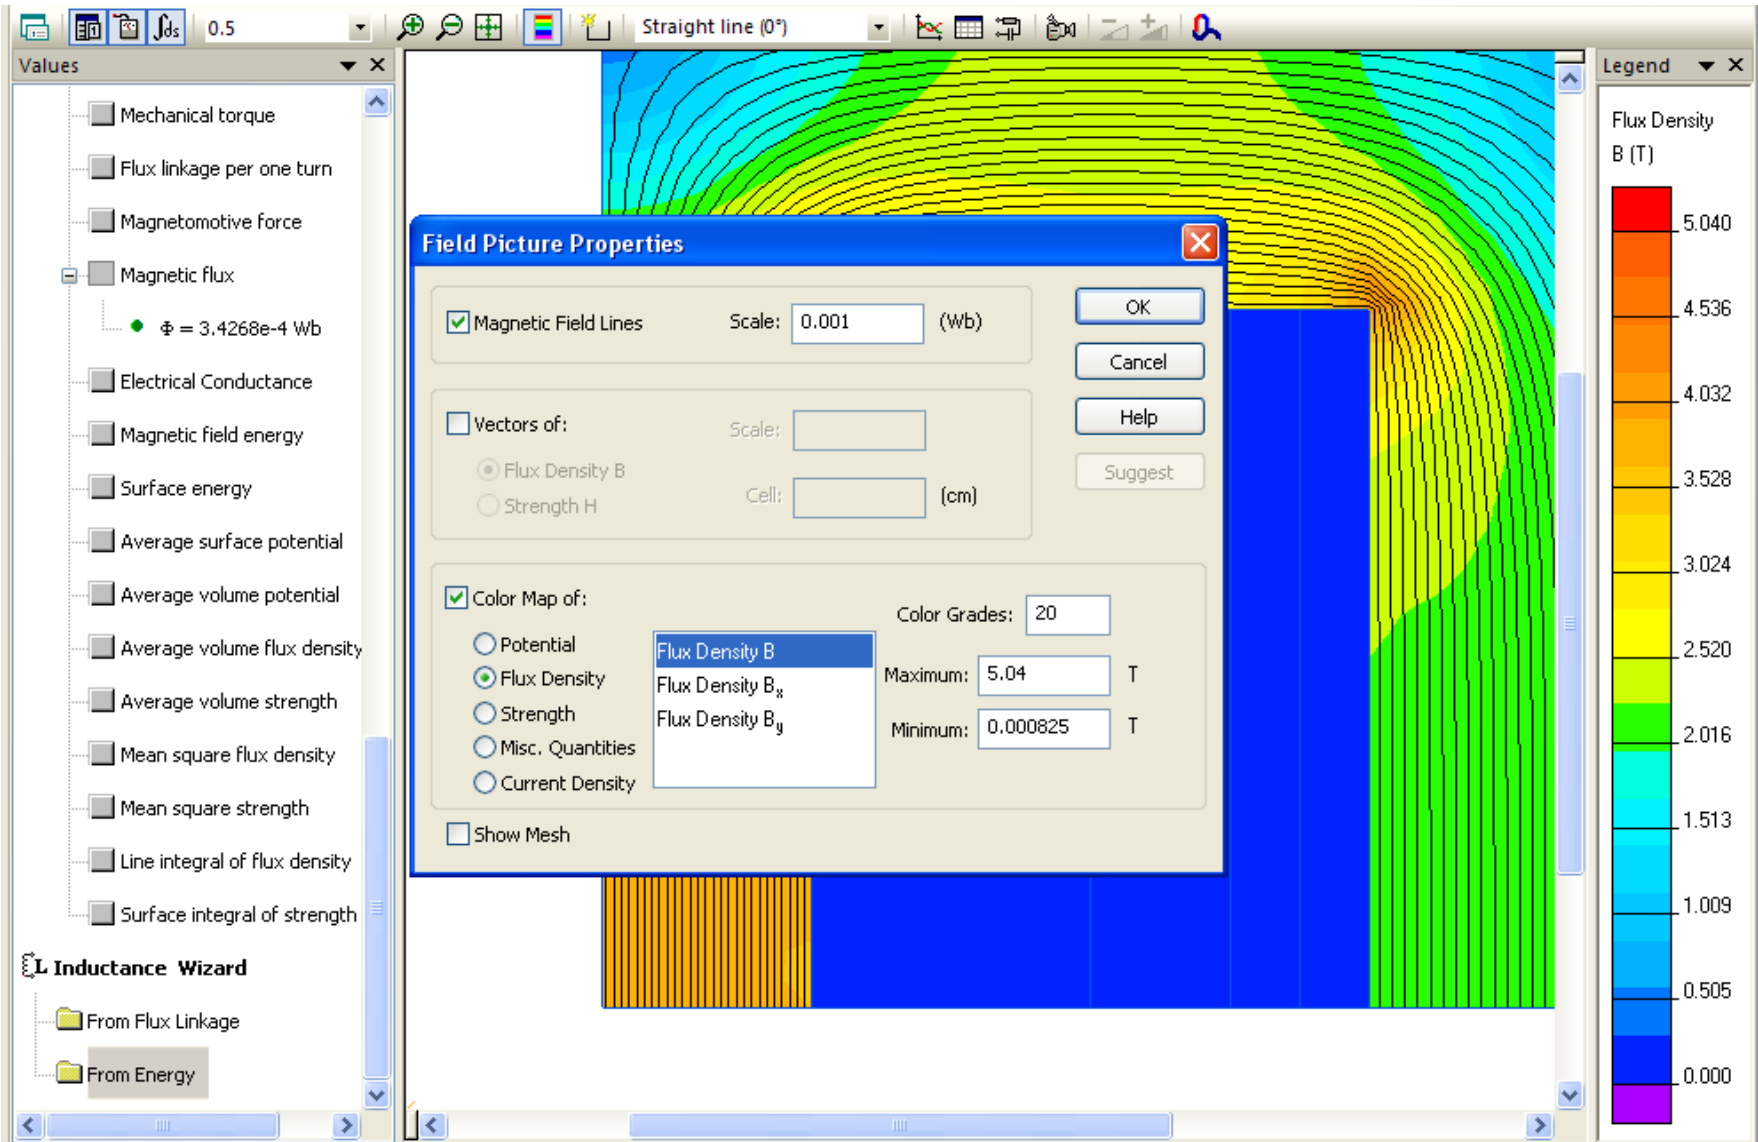 0.5
Straight line (0°)
Values
Mechanical torque
Flux linkage per one turn
Magnetomotive force
Magnetic flux
Φ = 3.4268e-4 Wb
Electrical Conductance
Magnetic field energy
Surface energy
Average surface potential
Average volume potential
Average volume flux density
Average volume strength
Mean square flux density
Mean square strength
Line integral of flux density
Surface integral of strength
L Inductance Wizard
From Flux Linkage
From Energy
Field Picture Properties
Magnetic Field Lines Scale: 0.001 (Wb)
OK
Cancel
Help
Suggest
Vectors of: Scale:
Flux Density B
Strength H
Cell: (cm)
Color Map of:
Color Grades: 20
Potential
Flux Density
Strength
Misc. Quantities
Current Density
Flux Density B
Flux Density Bx
Flux Density By
Maximum: 5.04 T
Minimum: 0.000825 T
Show Mesh
Legend
Flux Density
B (T)
5.040
4.536
4.032
3.528
3.024
2.520
2.016
1.513
1.009
0.505
0.000